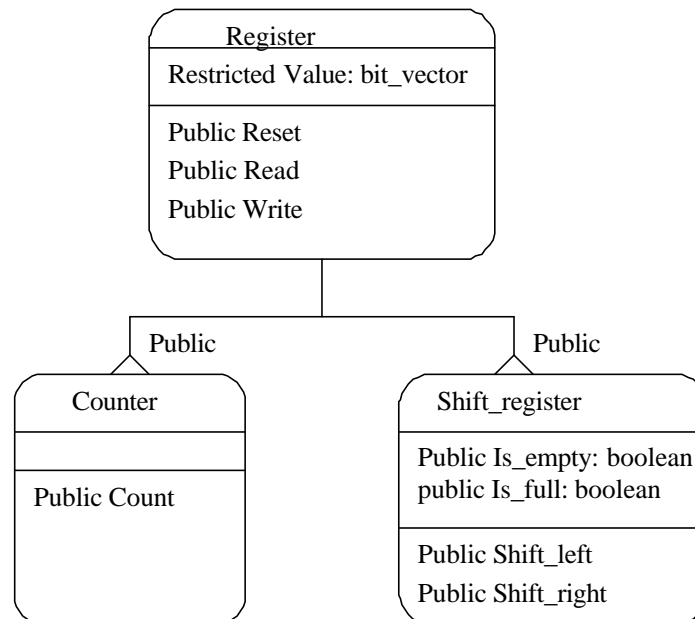 Register
Restricted Value: bit_vector
Public Reset
Public Read
Public Write
Public
Public
Counter
Public Count
Shift_register
Public Is_empty: boolean
public Is_full: boolean
Public Shift_left
Public Shift_right